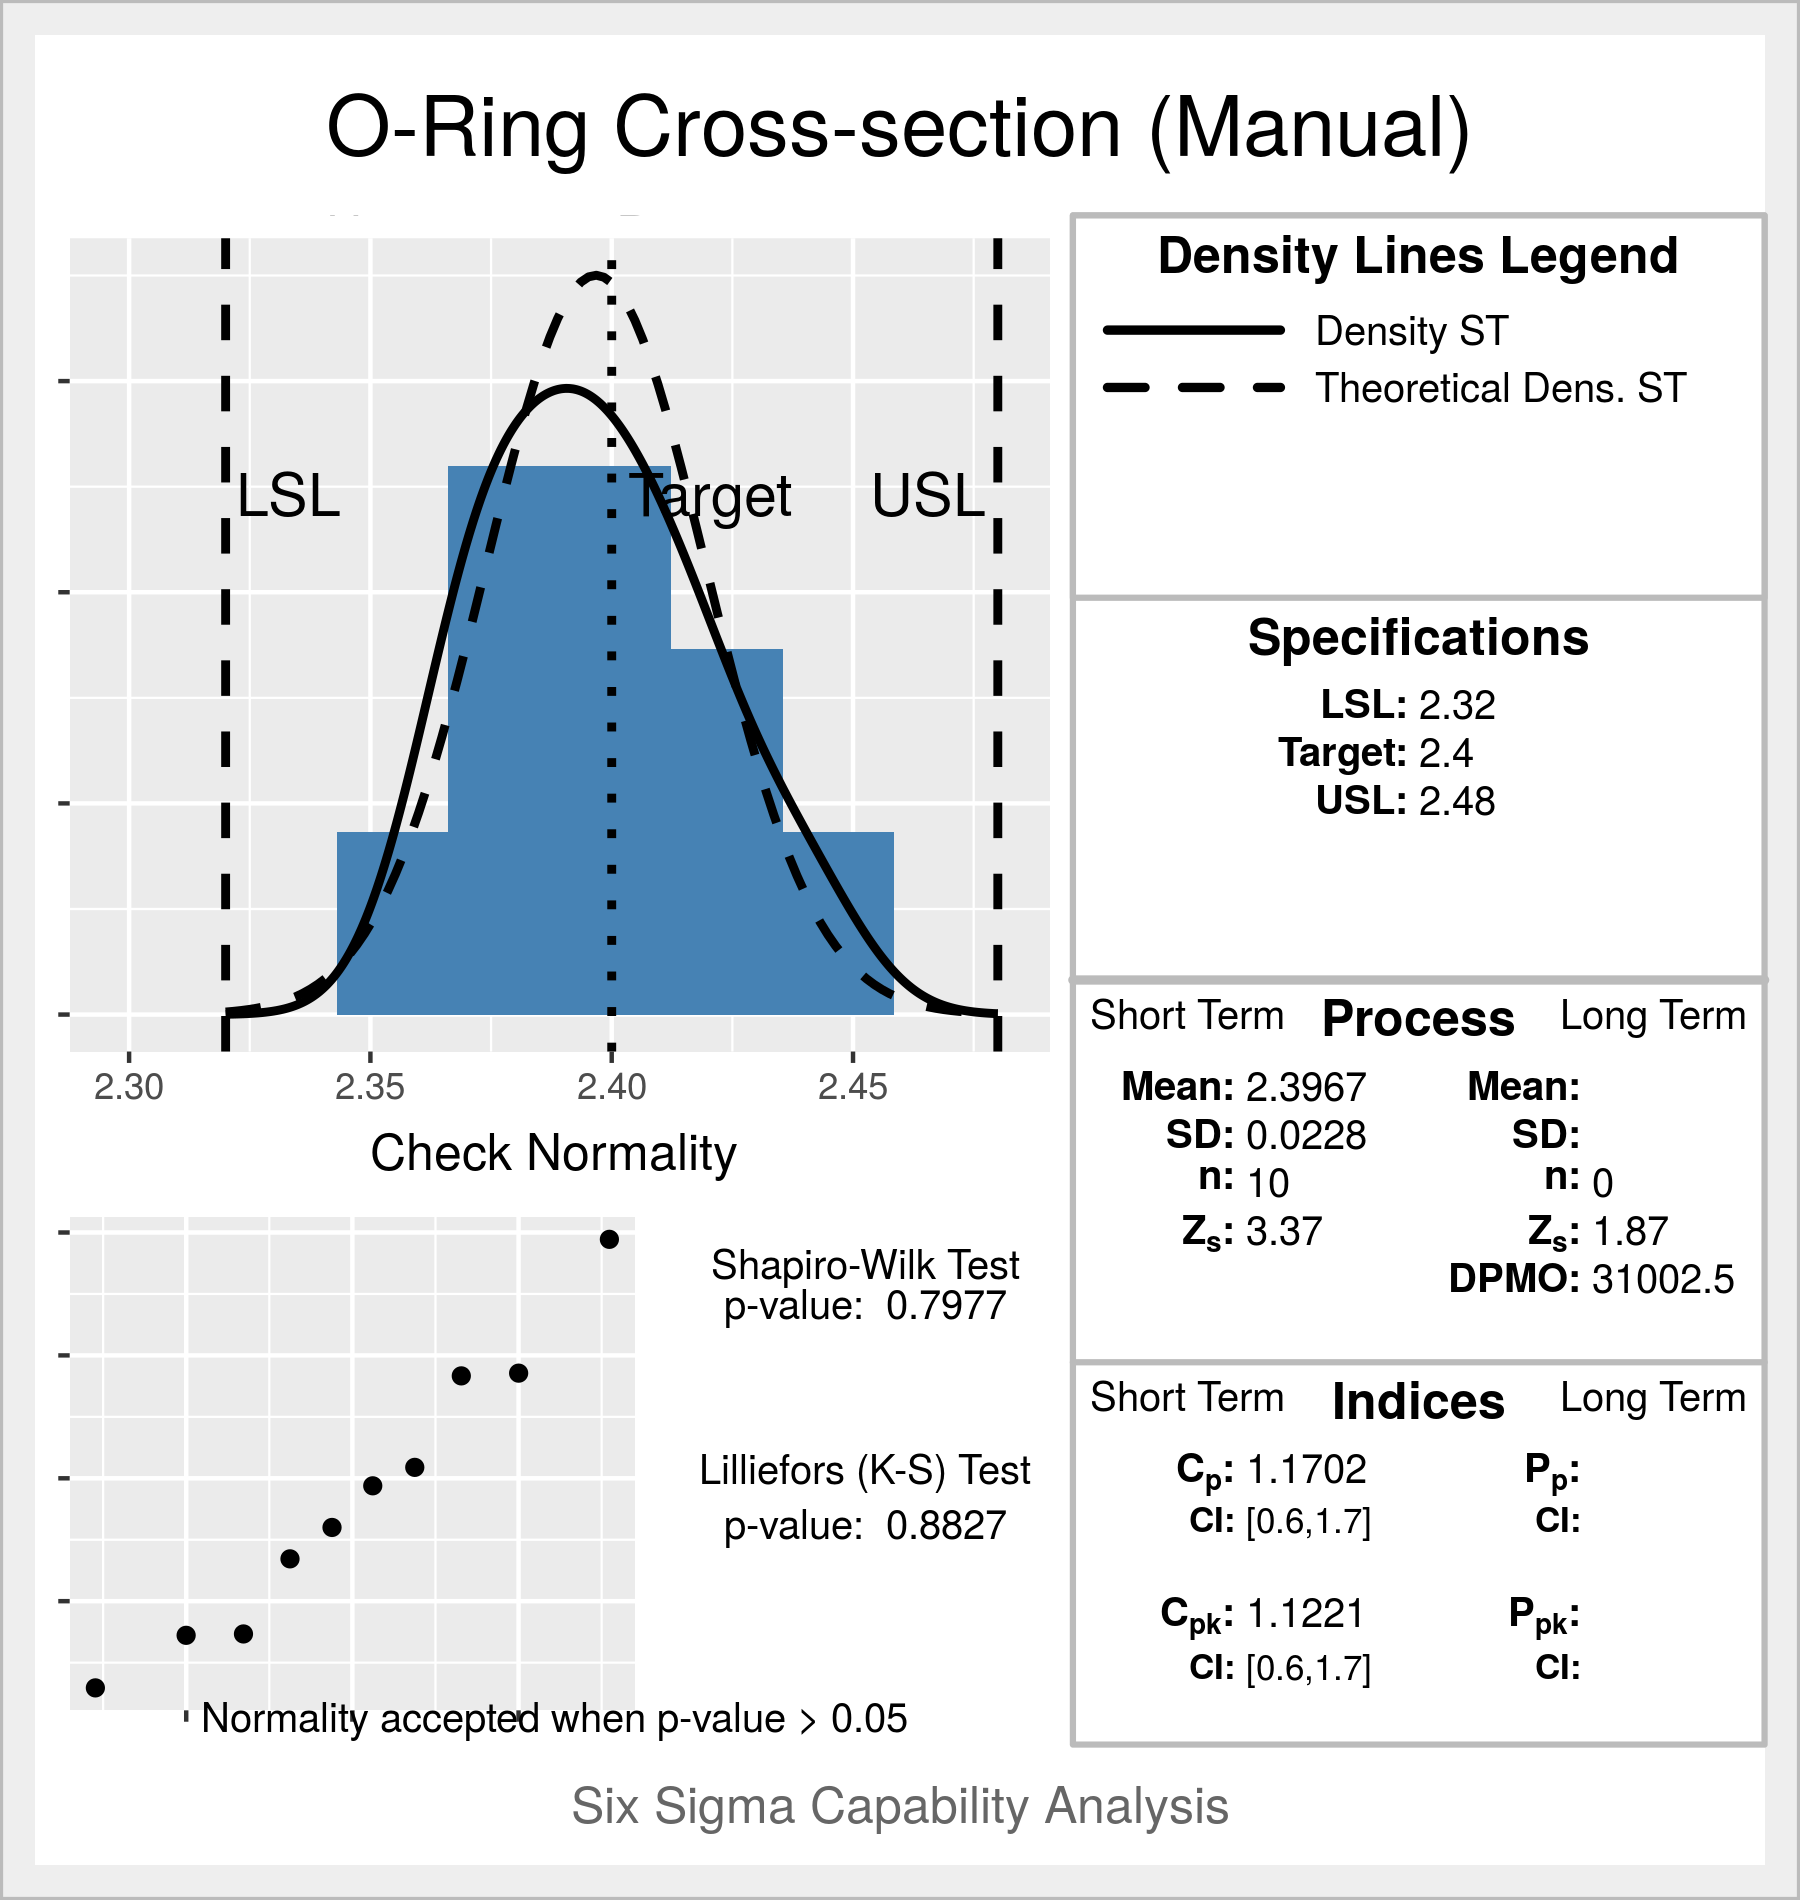 O-Ring Cross-section (Manual)
LSL
Target
USL
2.30
2.35
2.40
2.45
Check Normality
Shapiro-Wilk Test
p-value: 0.7977
Lilliefors (K-S) Test
p-value: 0.8827
Normality accepted when p-value > 0.05
Density Lines Legend
Density ST
Theoretical Dens. ST
Specifications
LSL: 2.32
Target: 2.4
USL: 2.48
Short Term Process Long Term
Mean: 2.3967 Mean:
SD: 0.0228 SD:
n: 10 n: 0
Zs: 3.37 Zs: 1.87
DPMO: 31002.5
Short Term Indices Long Term
Cp: 1.1702 Pp:
CI: [0.6,1.7] CI:
Cpk: 1.1221 Ppk:
CI: [0.6,1.7] CI:
Six Sigma Capability Analysis